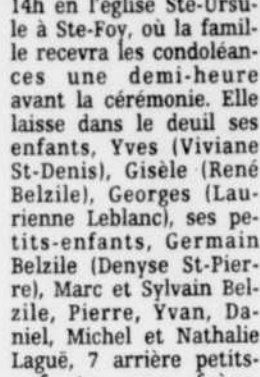 14h en l'église Ste-Ursu-
le à Ste-Foy, où la famil-
le recevra les condoléan-
ces une demi-heure
avant la cérémonie. Elle
laisse dans le deuil ses
enfants, Yves (Viviane
St-Denis), Gisèle (René
Belzile), Georges (Lau-
rienne Leblanc), ses pe-
tits-enfants, Germain
Belzile (Denyse St-Pier-
re), Marc et Sylvain Bel-
zile, Pierre, Yvan, Da-
niel, Michel et Nathalie
Laguë, 7 arrière petits-